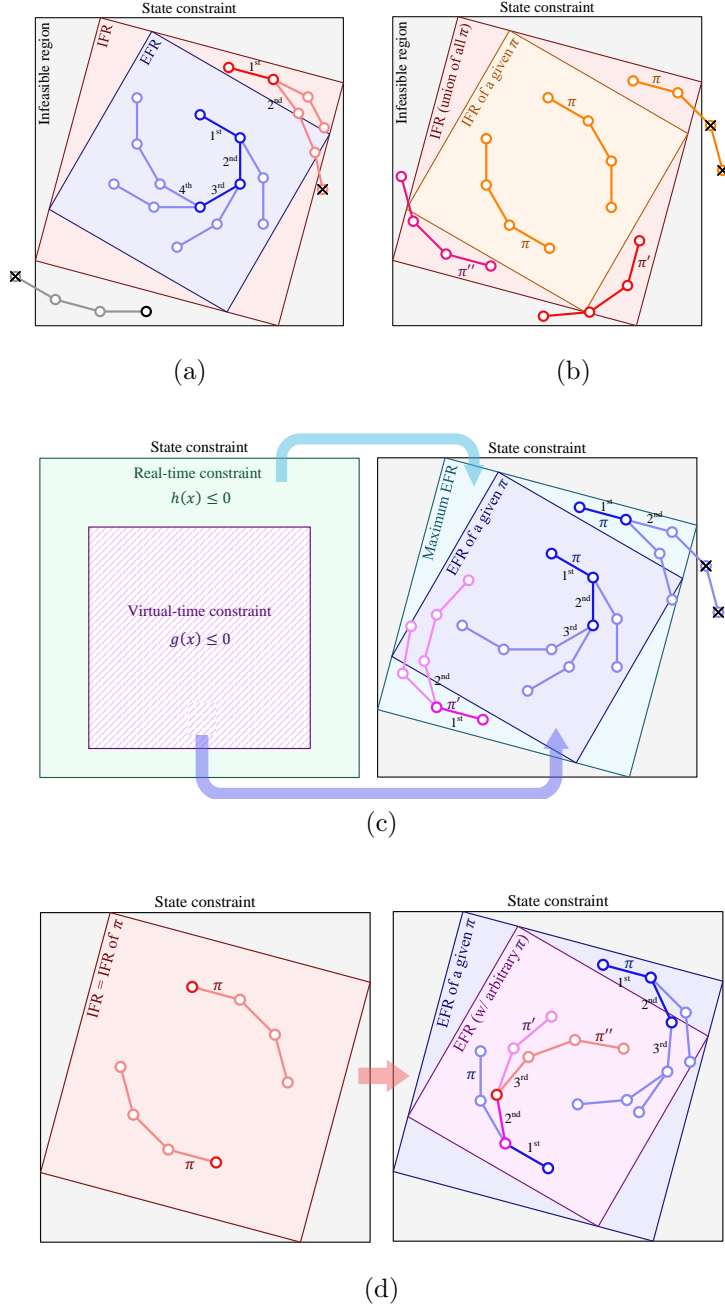 State constraint
Infeasible region
IFR
EFR
1st
2nd
1st
2nd
3rd
4th
(a)
State constraint
Infeasible region
IFR (union of all π)
IFR of a given π
π
π
π
π′
π″
(b)
State constraint
Real-time constraint
h(x) ≤ 0
Virtual-time constraint
g(x) ≤ 0
State constraint
Maximum EFR
EFR of a given π
1st
π
2nd
π
1st
2nd
3rd
2nd
π′
1st
(c)
State constraint
IFR = IFR of π
π
π
State constraint
EFR of a given π
EFR (w/ arbitrary π)
π
1st
2nd
3rd
π′
π″
π
3rd
2nd
1st
(d)